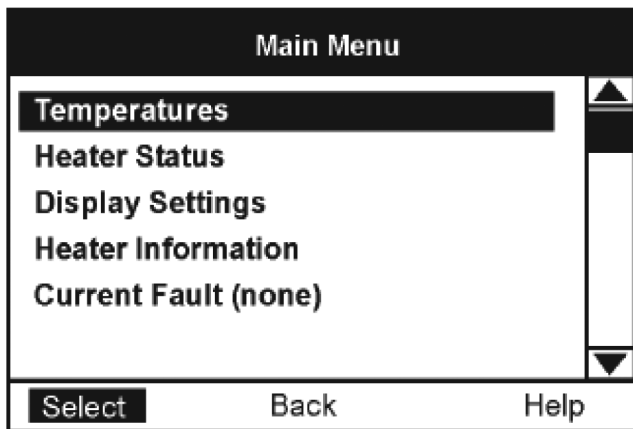 Main Menu
Temperatures
Heater Status
Display Settings
Heater Information
Current Fault (none)
Select Back Help